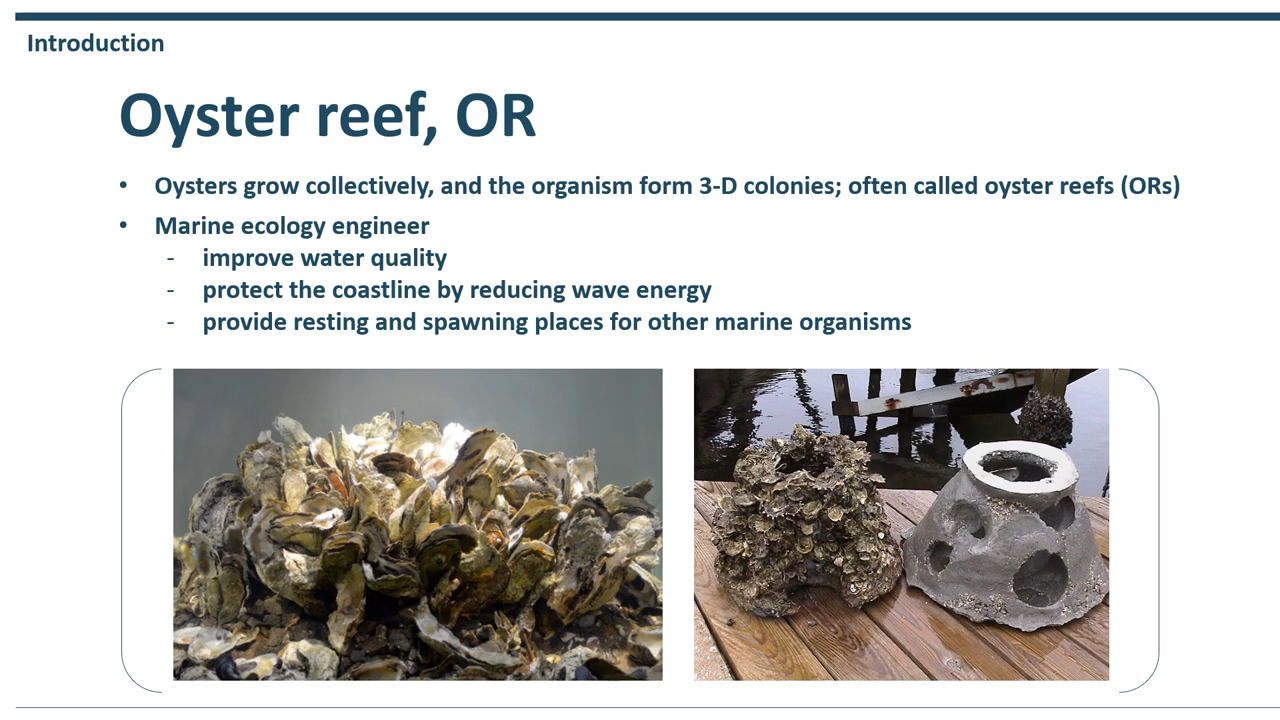 Introduction
Oyster reef, OR
• Oysters grow collectively, and the organism form 3-D colonies; often called oyster reefs (ORs)
• Marine ecology engineer
- improve water quality
- protect the coastline by reducing wave energy
- provide resting and spawning places for other marine organisms